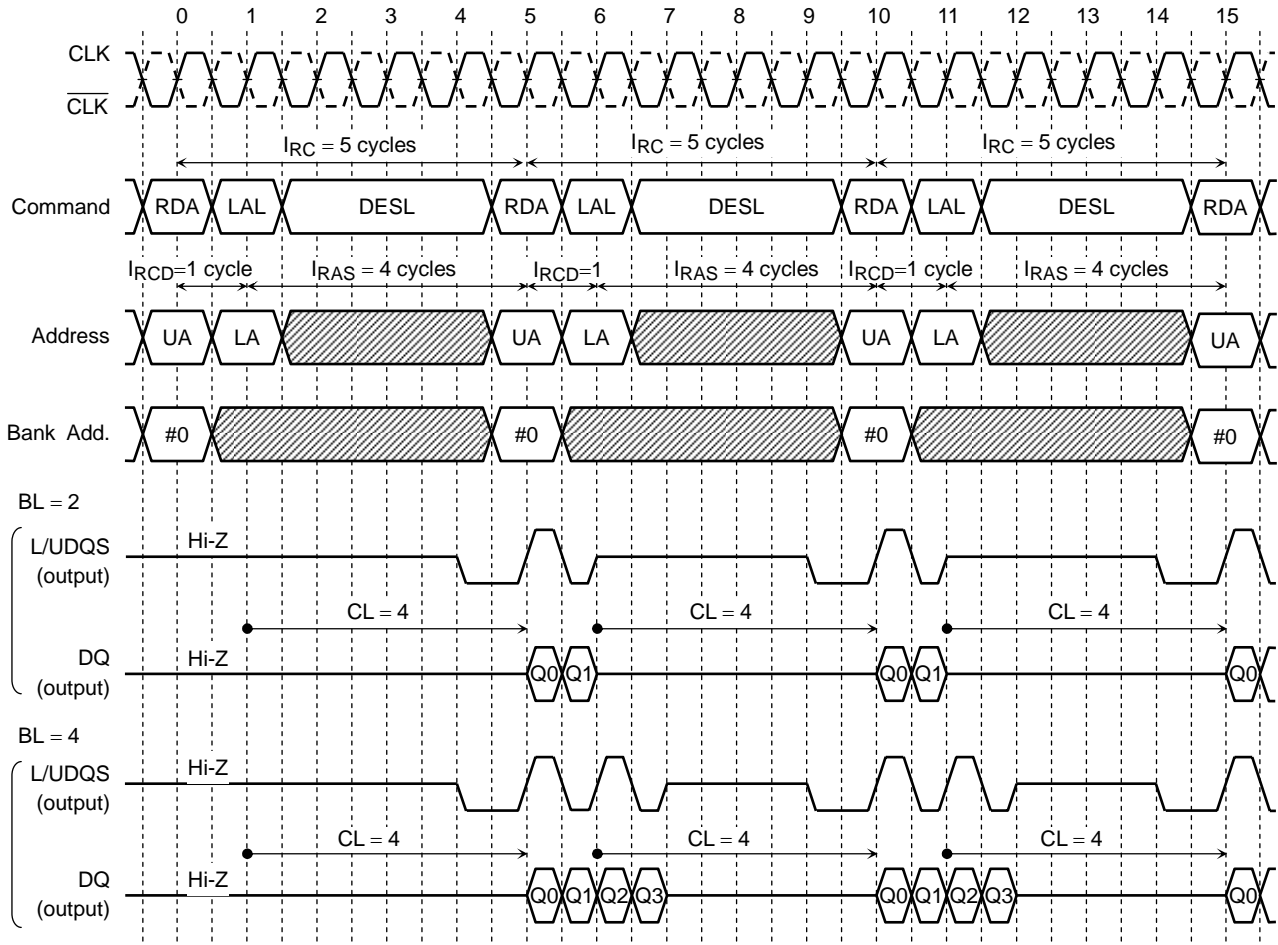 0 1 2 3 4 5 6 7 8 9 10 11 12 13 14 15
CLK
CLK
IRC = 5 cycles IRC = 5 cycles IRC = 5 cycles
Command RDA LAL DESL RDA LAL DESL RDA LAL DESL RDA
IRCD=1 cycle IRAS = 4 cycles IRCD=1 IRAS = 4 cycles IRCD=1 cycle IRAS = 4 cycles
Address UA LA UA LA UA LA UA
Bank Add. #0 #0 #0 #0
BL = 2
L/UDQS Hi-Z
(output)
CL = 4 CL = 4 CL = 4
DQ Hi-Z Q0 Q1 Q0 Q1 Q0
(output)
BL = 4
L/UDQS Hi-Z
(output)
CL = 4 CL = 4 CL = 4
DQ Hi-Z Q0 Q1 Q2 Q3 Q0 Q1 Q2 Q3 Q0
(output)